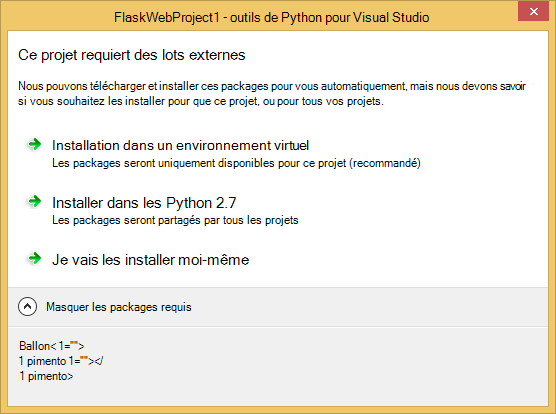 FlaskWebProject1 - outils de Python pour Visual Studio
Ce projet requiert des lots externes
Nous pouvons télécharger et installer ces packages pour vous automatiquement, mais nous devons savoir
si vous souhaitez les installer pour que ce projet, ou pour tous vos projets.
Installation dans un environnement virtuel
Les packages seront uniquement disponibles pour ce projet (recommandé)
Installer dans les Python 2.7
Les packages seront partagés par tous les projets
Je vais les installer moi-même
Masquer les packages requis
Ballon< 1="">
1 pimento 1=""></
1 pimento>